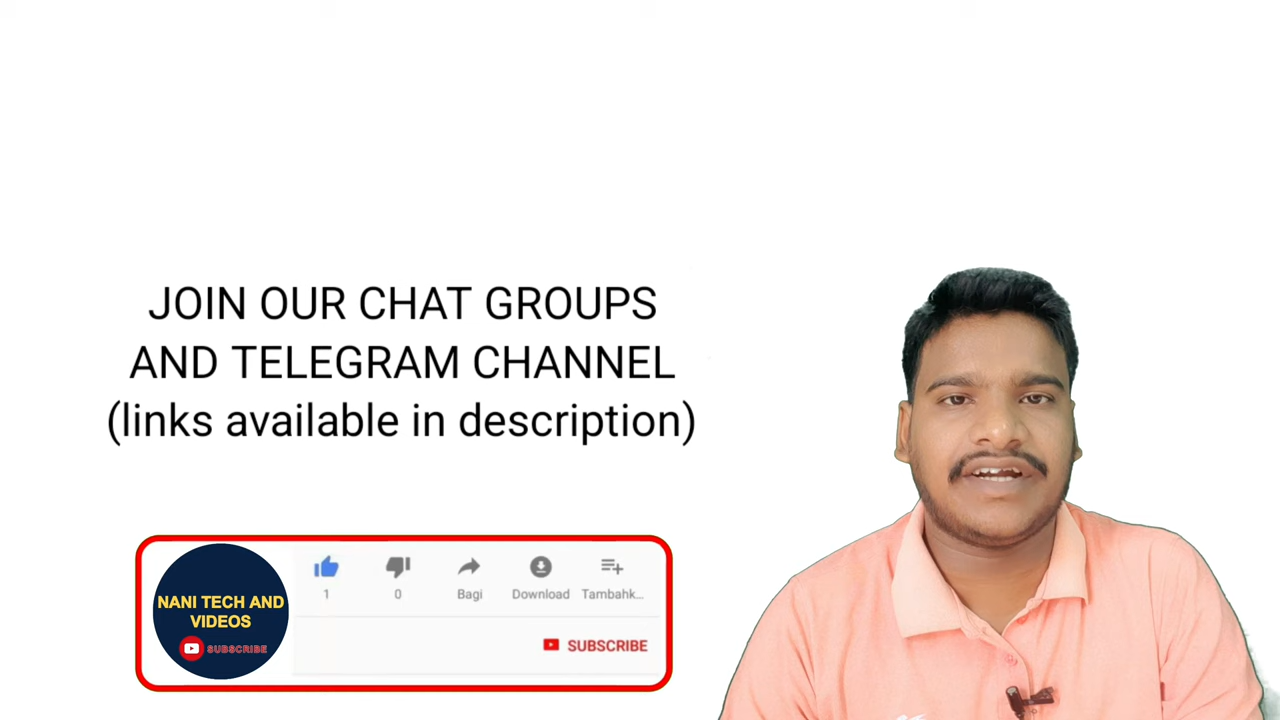 JOIN OUR CHAT GROUPS
AND TELEGRAM CHANNEL
(links available in description)
NANI TECH AND
VIDEOS
SUBSCRIBE
1
0
Bagi
Download
Tambahk...
SUBSCRIBE